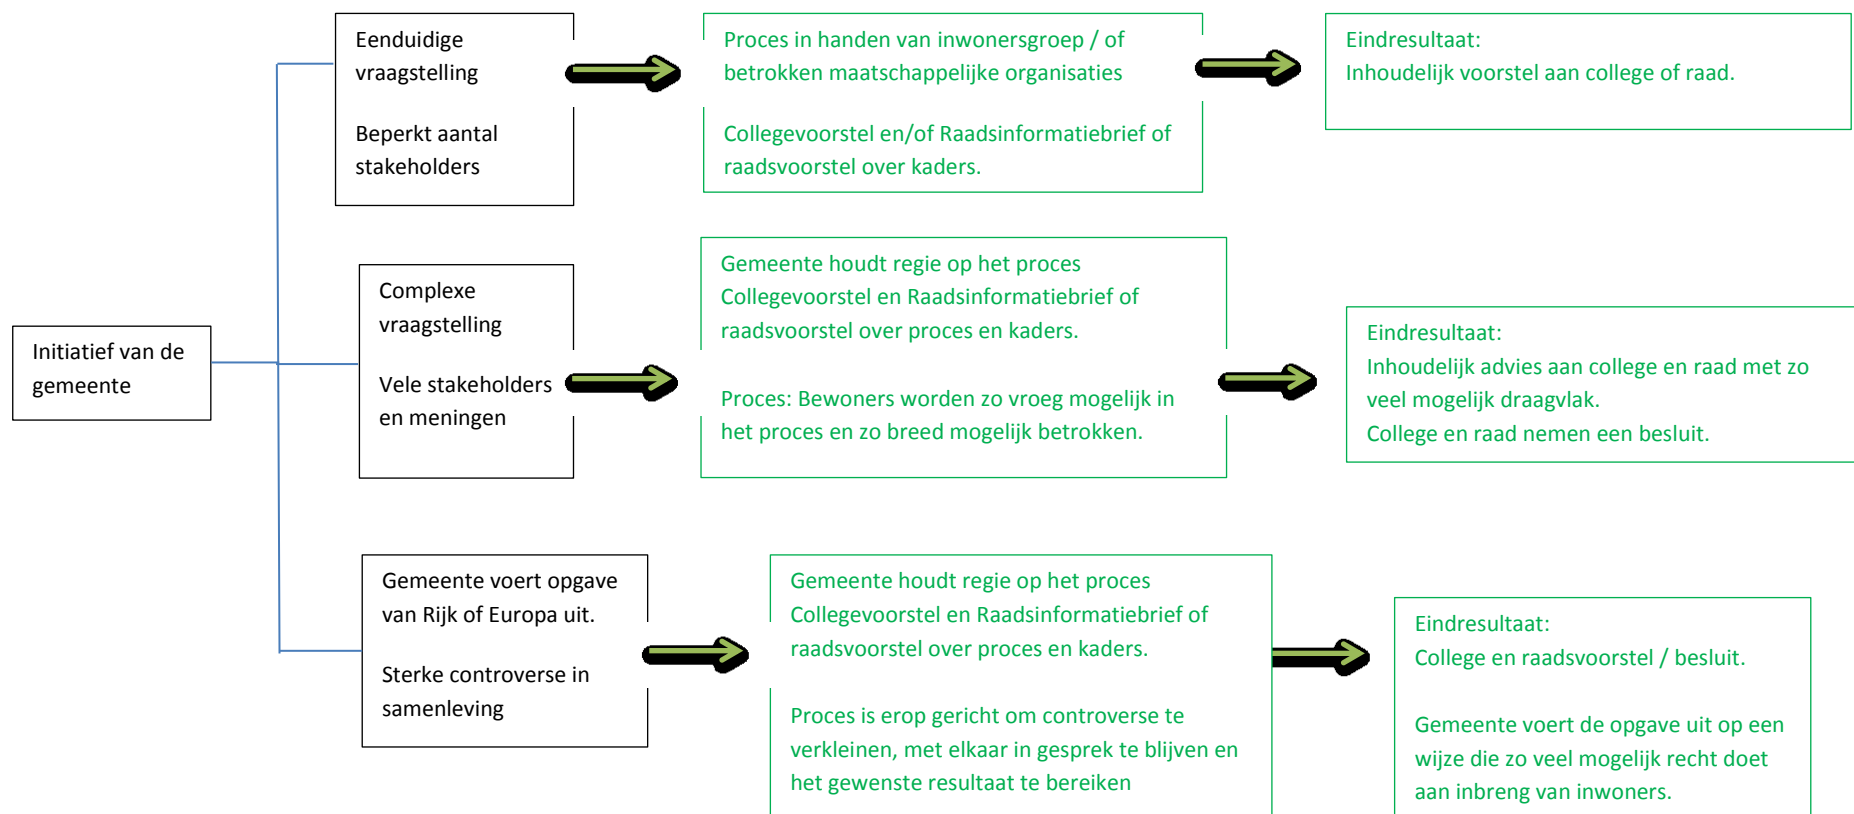 Eenduidige
vraagstelling
Beperkt aantal
stakeholders
Proces in handen van inwonersgroep / of
betrokken maatschappelijke organisaties
Collegevoorstel en/of Raadsinformatiebrief of
raadsvoorstel over kaders.
Eindresultaat:
Inhoudelijk voorstel aan college of raad.
Initiatief van de
gemeente
Complexe
vraagstelling
Vele stakeholders
en meningen
Gemeente houdt regie op het proces
Collegevoorstel en Raadsinformatiebrief of
raadsvoorstel over proces en kaders.
Proces: Bewoners worden zo vroeg mogelijk in
het proces en zo breed mogelijk betrokken.
Eindresultaat:
Inhoudelijk advies aan college en raad met zo
veel mogelijk draagvlak.
College en raad nemen een besluit.
Gemeente voert opgave
van Rijk of Europa uit.
Sterke controverse in
samenleving
Gemeente houdt regie op het proces
Collegevoorstel en Raadsinformatiebrief of
raadsvoorstel over proces en kaders.
Proces is erop gericht om controverse te
verkleinen, met elkaar in gesprek te blijven en
het gewenste resultaat te bereiken
Eindresultaat:
College en raadsvoorstel / besluit.
Gemeente voert de opgave uit op een
wijze die zo veel mogelijk recht doet
aan inbreng van inwoners.